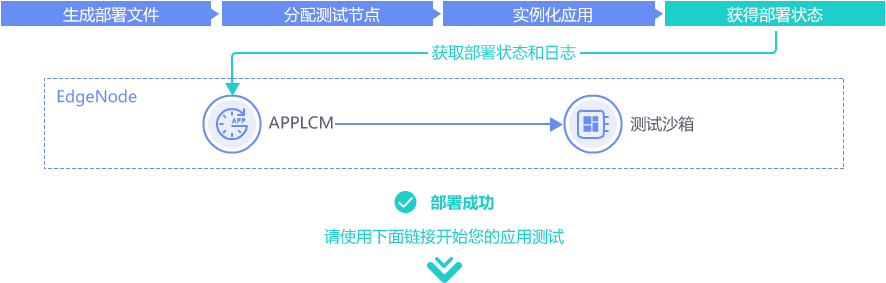 生成部署文件
分配测试节点
实例化应用
获得部署状态
获取部署状态和日志
EdgeNode
APP
APPLCM
测试沙箱
部署成功
请使用下面链接开始您的应用测试